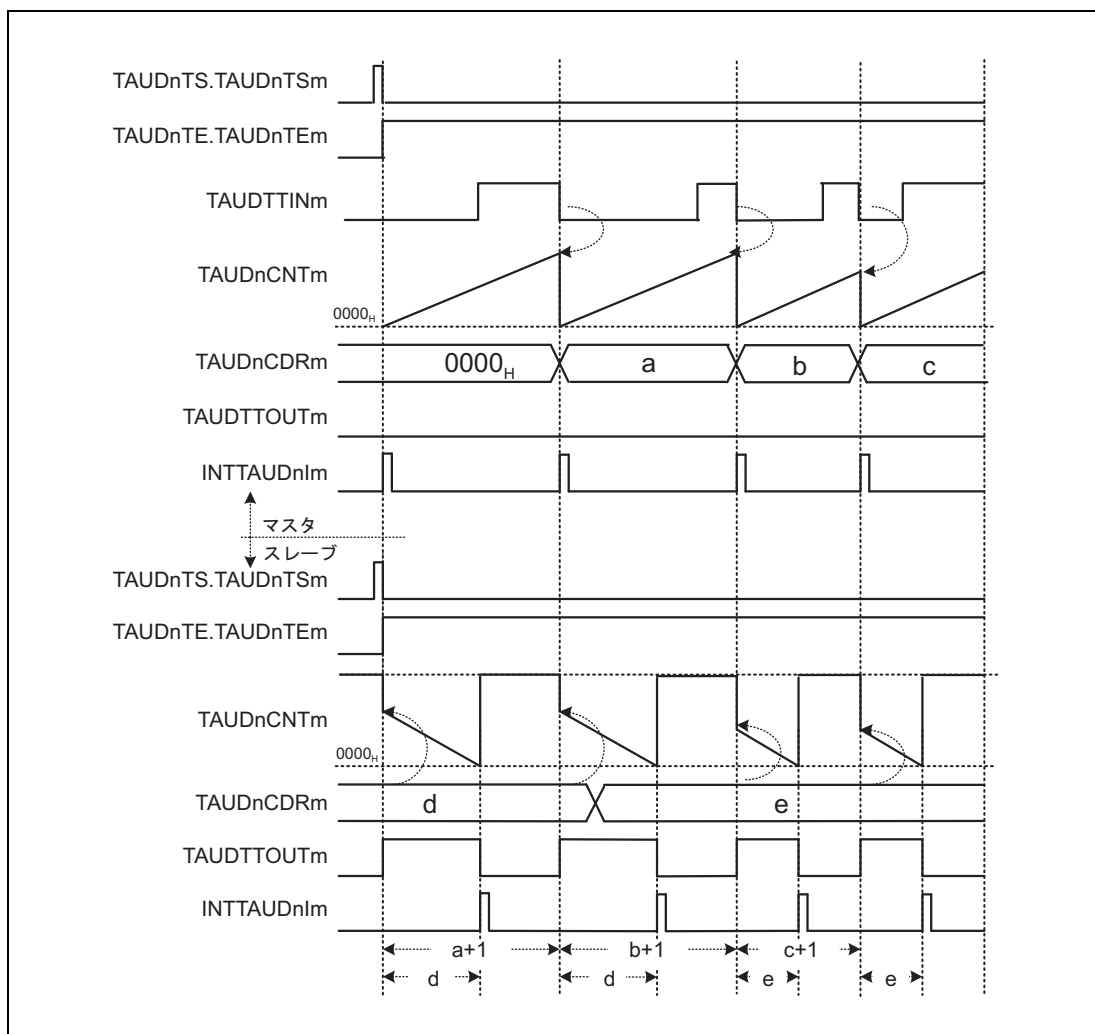 TAUDnTS.TAUDnTSm
TAUDnTE.TAUDnTEm
TAUDTTINm
TAUDnCNTm
0000H
TAUDnCDRm
0000H a b c
TAUDTTOUTm
INTTAUDnIm
マスタ
スレーブ
TAUDnTS.TAUDnTSm
TAUDnTE.TAUDnTEm
TAUDnCNTm
0000H
TAUDnCDRm
d e
TAUDTTOUTm
INTTAUDnIm
a+1 b+1 c+1
d d e e